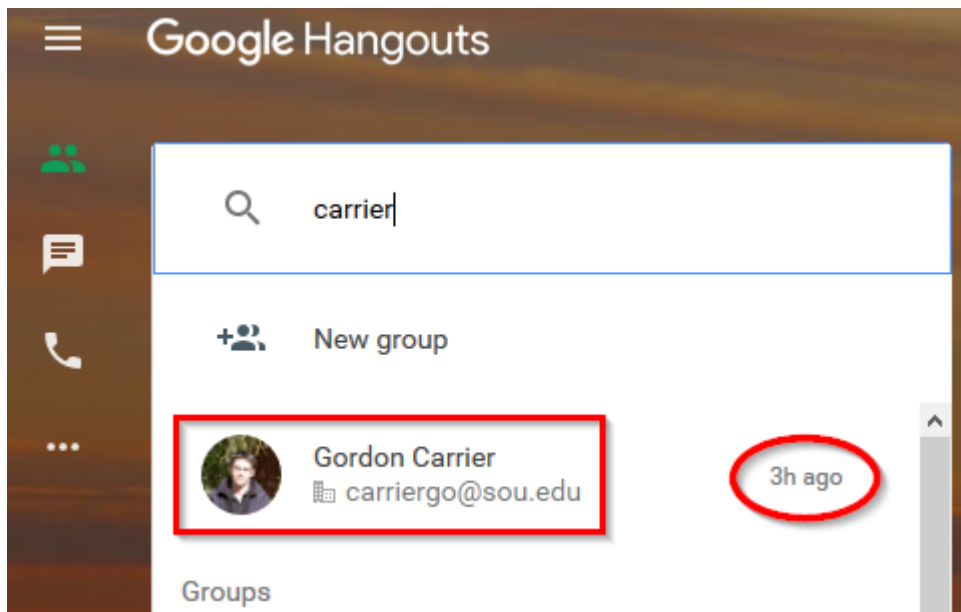 Google Hangouts
carrier
New group
Gordon Carrier
carriergo@sou.edu
3h ago
Groups